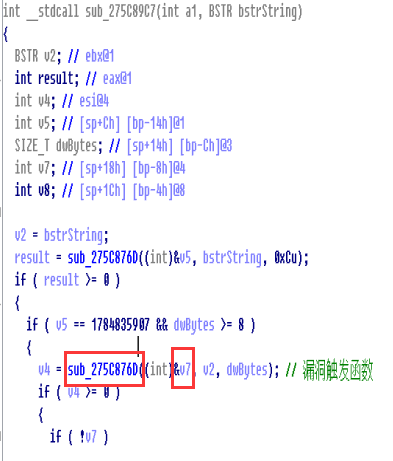 int __stdcall sub_275C89C7(int a1, BSTR bstrString)
{
BSTR v2; // ebx@1
int result; // eax@1
int v4; // esi@4
int v5; // [sp+Ch] [bp-14h]@1
SIZE_T dwBytes; // [sp+14h] [bp-Ch]@3
int v7; // [sp+18h] [bp-8h]@4
int v8; // [sp+1Ch] [bp-4h]@8
v2 = bstrString;
result = sub_275C876D((int)&v5, bstrString, 0xCu);
if ( result >= 0 )
{
if ( v5 == 1784835907 && dwBytes >= 8 )
{
v4 = sub_275C876D((int)&v7, v2, dwBytes); // 漏洞触发函数
if ( v4 >= 0 )
{
if ( !v7 )